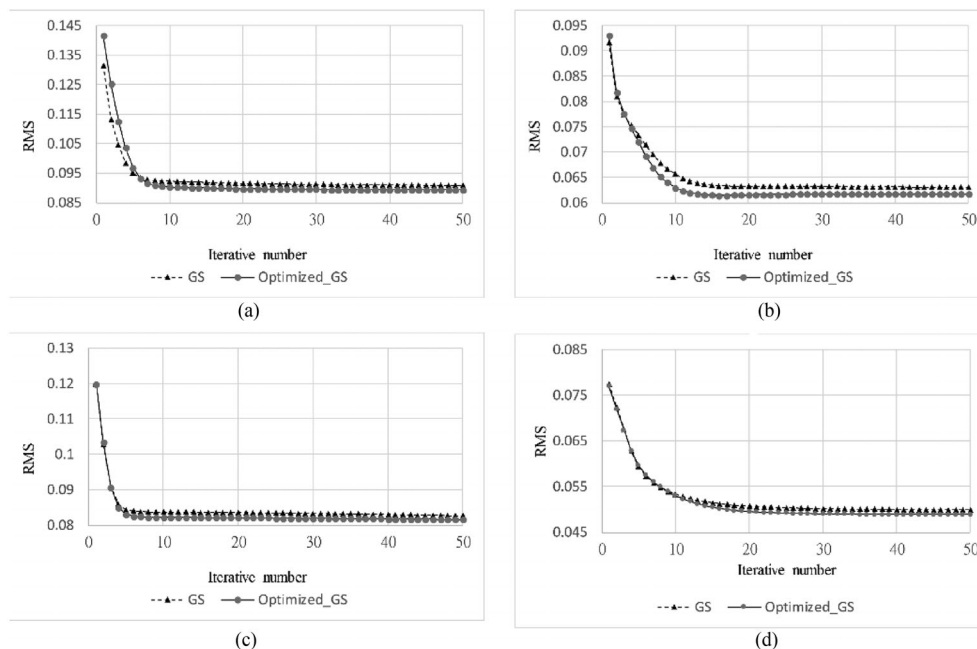 0.145
0.135
0.125
0.115
0.105
0.095
0.085
RMS
0 10 20 30 40 50
Iterative number
GS Optimized_GS
(a)
0.095
0.09
0.085
0.08
0.075
0.07
0.065
0.06
RMS
0 10 20 30 40 50
Iterative number
GS Optimized_GS
(b)
0.13
0.12
0.11
0.1
0.09
0.08
RMS
0 10 20 30 40 50
Iterative number
GS Optimized_GS
(c)
0.085
0.075
0.065
0.055
0.045
RMS
0 10 20 30 40 50
Iterative number
GS Optimized_GS
(d)